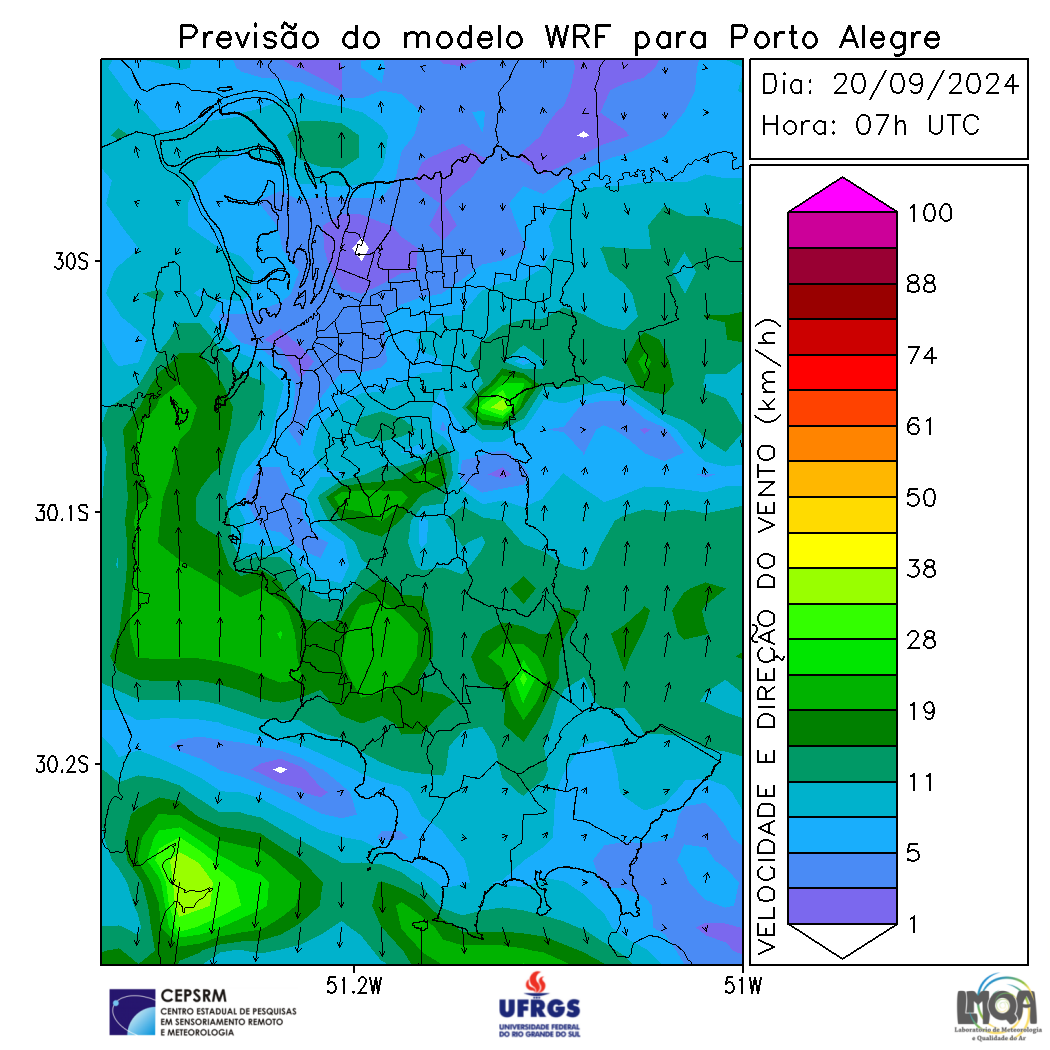 Previsão do modelo WRF para Porto Alegre
Dia: 20/09/2024
Hora: 07h UTC
30S
30.1S
30.2S
51.2W
51W
VELOCIDADE E DIREÇÃO DO VENTO (km/h)
100
88
74
61
50
38
28
19
11
5
1
CEPSRM
CENTRO ESTADUAL DE PESQUISAS
EM SENSORIAMENTO REMOTO
E METEOROLOGIA
UFRGS
UNIVERSIDADE FEDERAL
DO RIO GRANDE DO SUL
LMQA
Laboratório de Meteorologia
e Qualidade do Ar